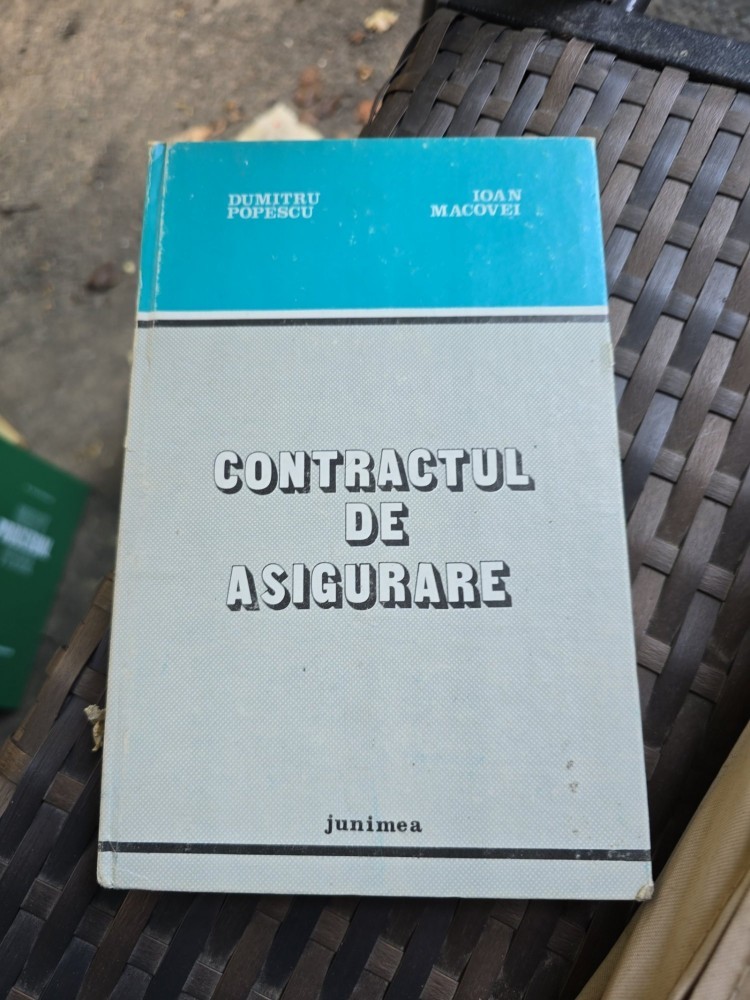 DUMITRU
POPESCU
IOAN
MACOVEI
CONTRACTUL
DE
ASIGURARE
junimea